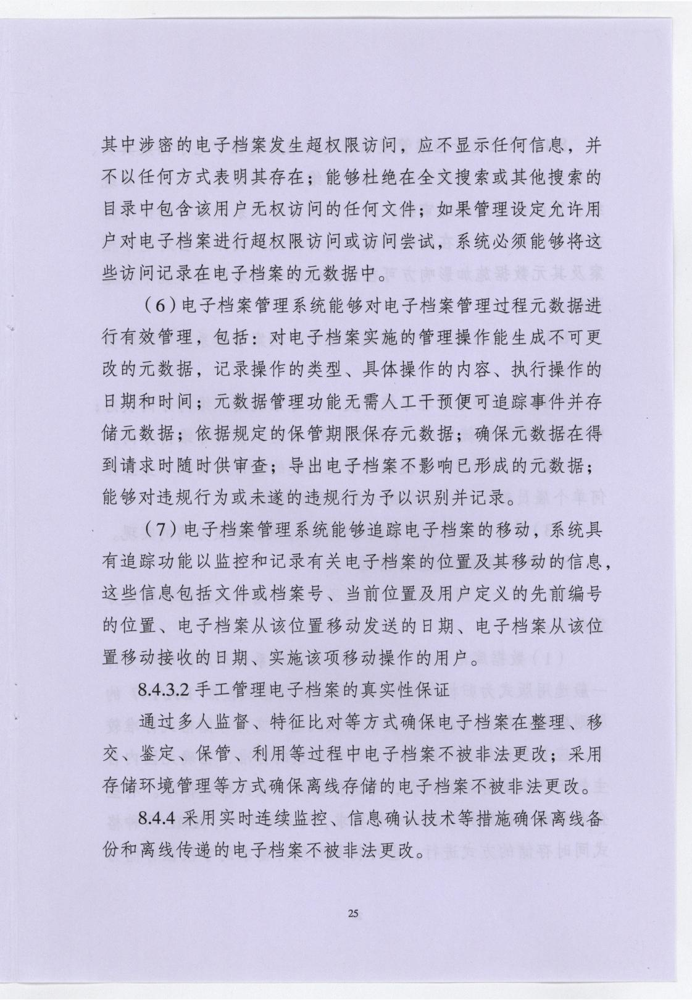 其中涉密的电子档案发生超权限访问，应不显示任何信息，并
不以任何方式表明其存在；能够杜绝在全文搜索或其他搜索的
目录中包含该用户无权访问的任何文件；如果管理设定允许用
户对电子档案进行超权限访问或访问尝试，系统必须能够将这
些访问记录在电子档案的元数据中。
（6）电子档案管理系统能够对电子档案管理过程元数据进
行有效管理，包括：对电子档案实施的管理操作能生成不可更
改的元数据，记录操作的类型、具体操作的内容、执行操作的
日期和时间；元数据管理功能无需人工干预便可追踪事件并存
储元数据；依据规定的保管期限保存元数据；确保元数据在得
到请求时随时供审查；导出电子档案不影响已形成的元数据；
能够对违规行为或未遂的违规行为予以识别并记录。
（7）电子档案管理系统能够追踪电子档案的移动，系统具
有追踪功能以监控和记录有关电子档案的位置及其移动的信息，
这些信息包括文件或档案号、当前位置及用户定义的先前编号
的位置、电子档案从该位置移动发送的日期、电子档案从该位
置移动接收的日期、实施该项移动操作的用户。
8.4.3.2 手工管理电子档案的真实性保证
通过多人监督、特征比对等方式确保电子档案在整理、移
交、鉴定、保管、利用等过程中电子档案不被非法更改；采用
存储环境管理等方式确保离线存储的电子档案不被非法更改。
8.4.4 采用实时连续监控、信息确认技术等措施确保离线备
份和离线传递的电子档案不被非法更改。
25